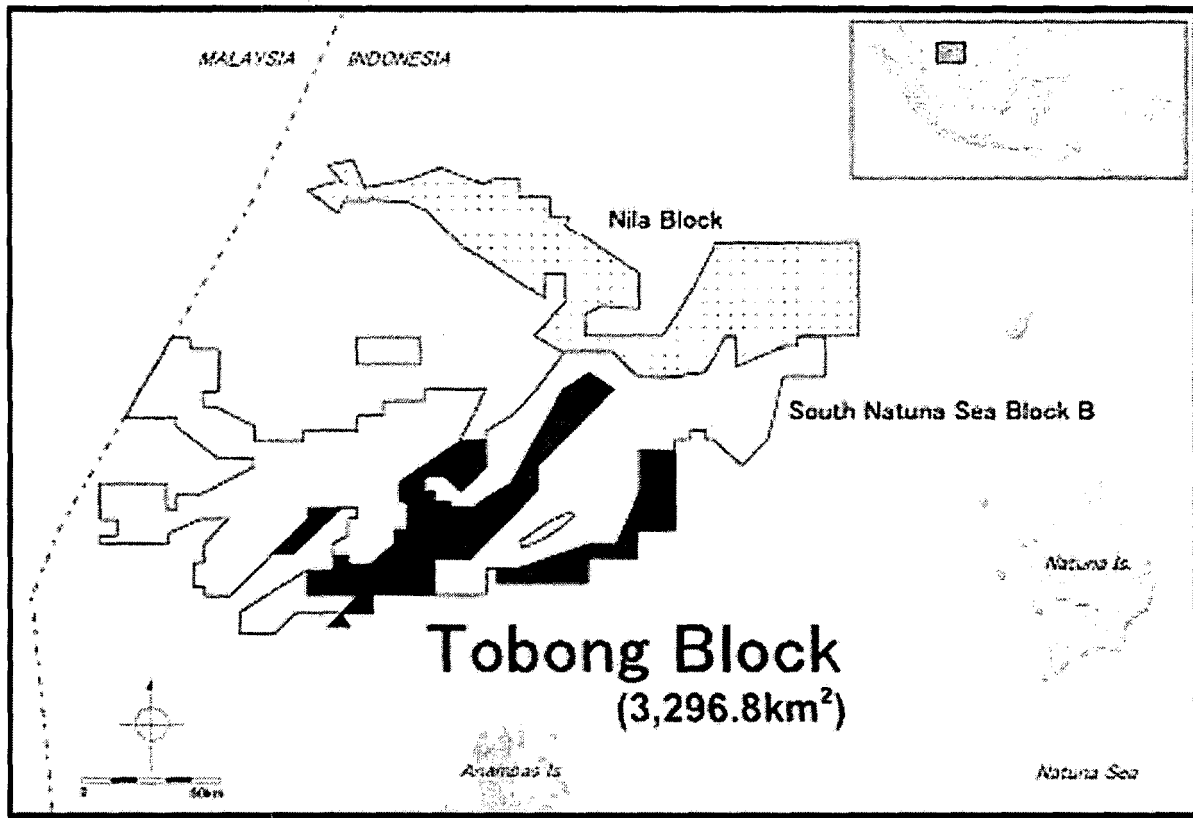 MALAYSIA
INDONESIA
Nila Block
South Natuna Sea Block B
Natuna Is.
Tobong Block
(3,296.8km²)
0
Anambas Is
Natuna Sea